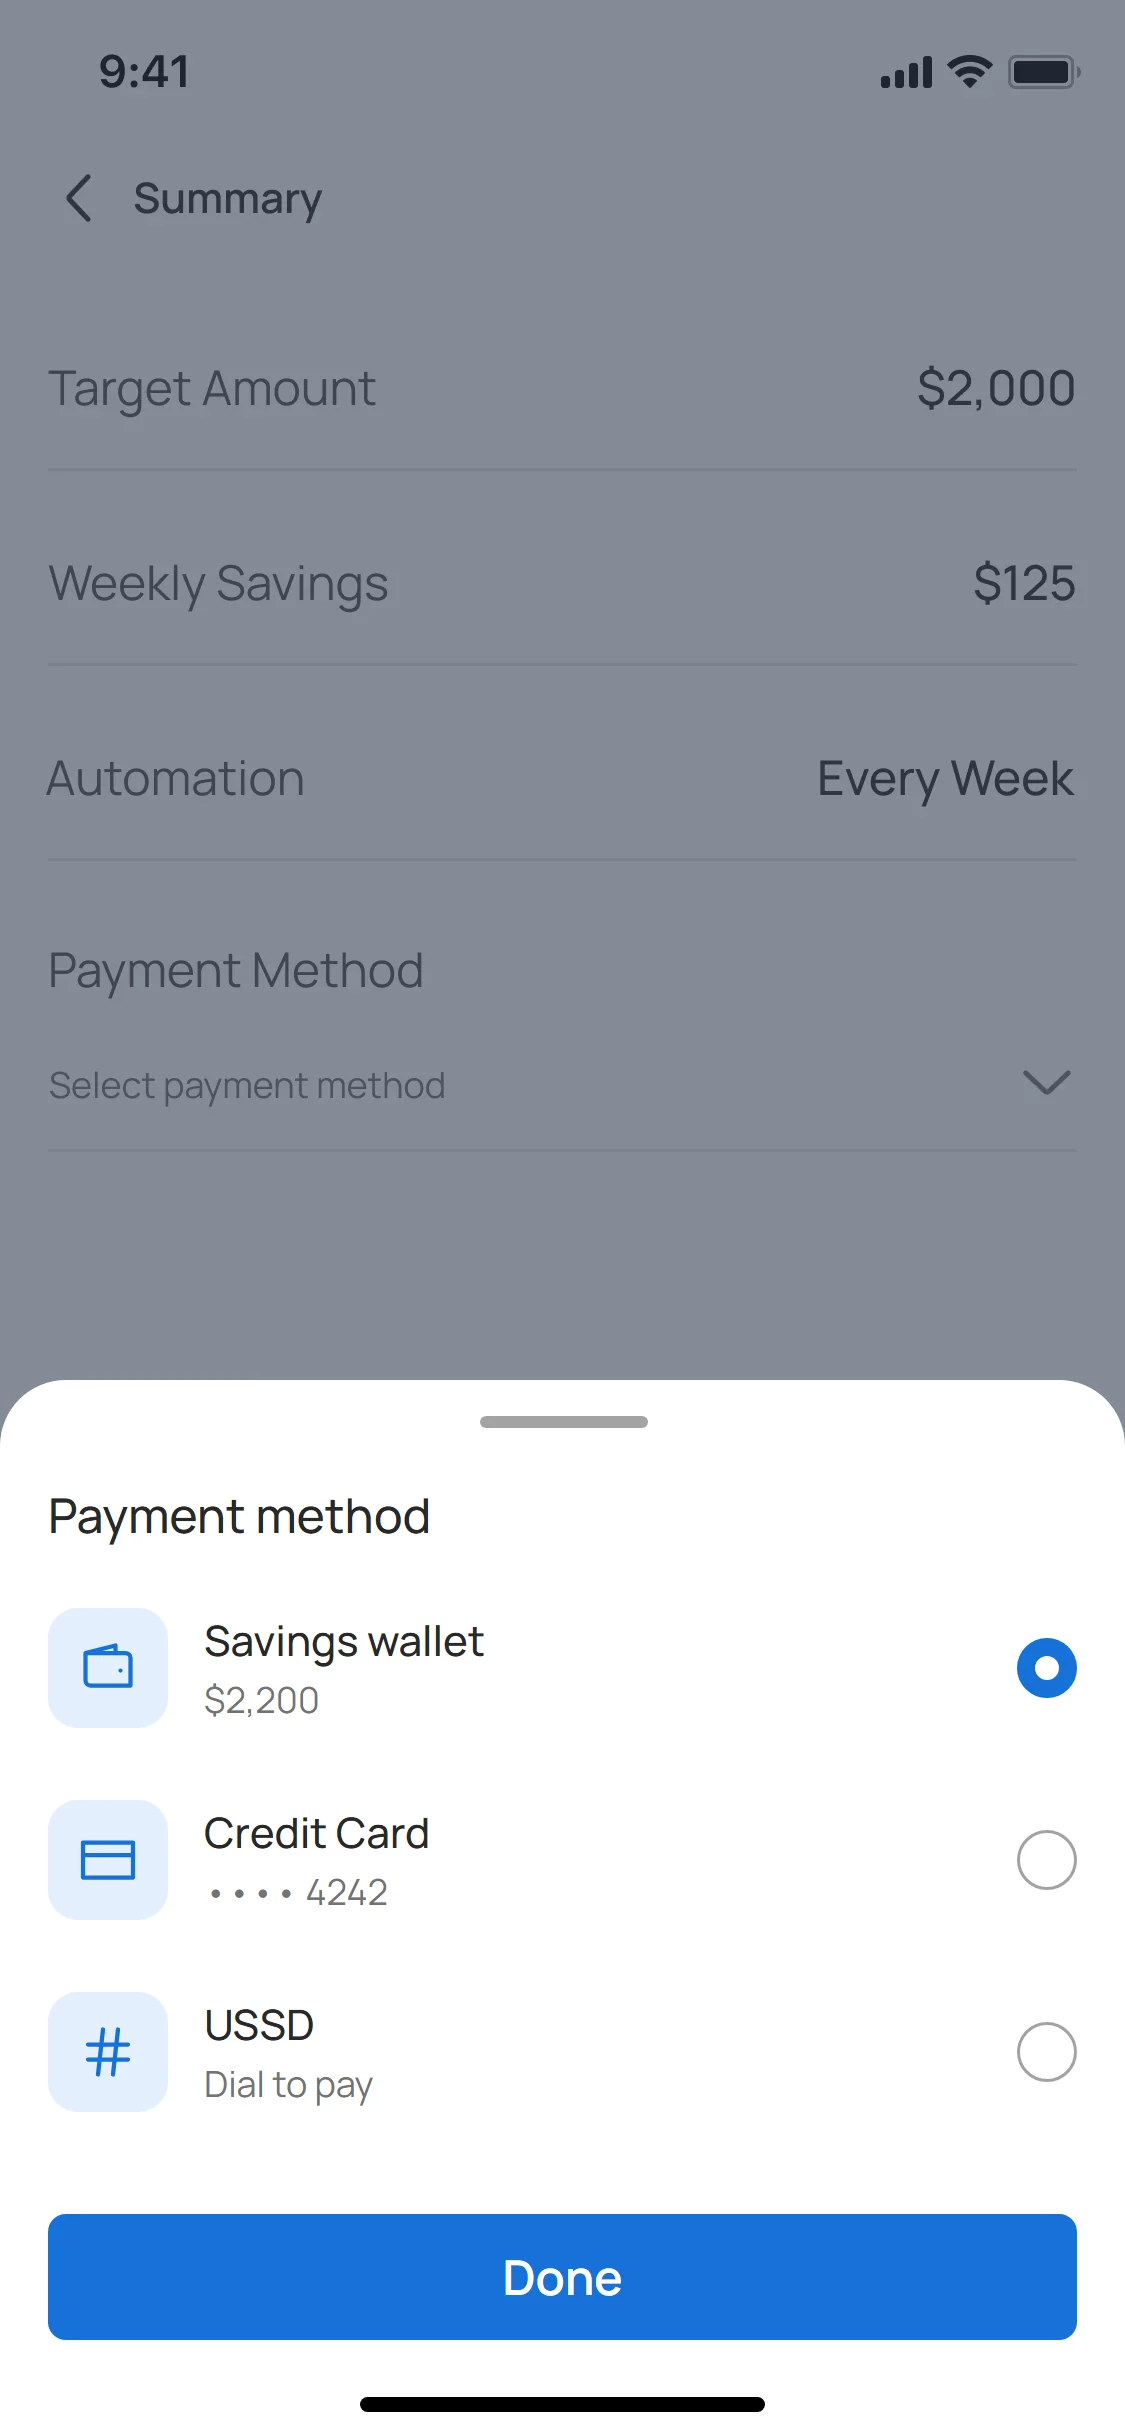 9:41
Summary
Target Amount $2,000
Weekly Savings $125
Automation Every Week
Payment Method
Select payment method
Payment method
Savings wallet
$2,200
Credit Card
•••• 4242
USSD
Dial to pay
Done